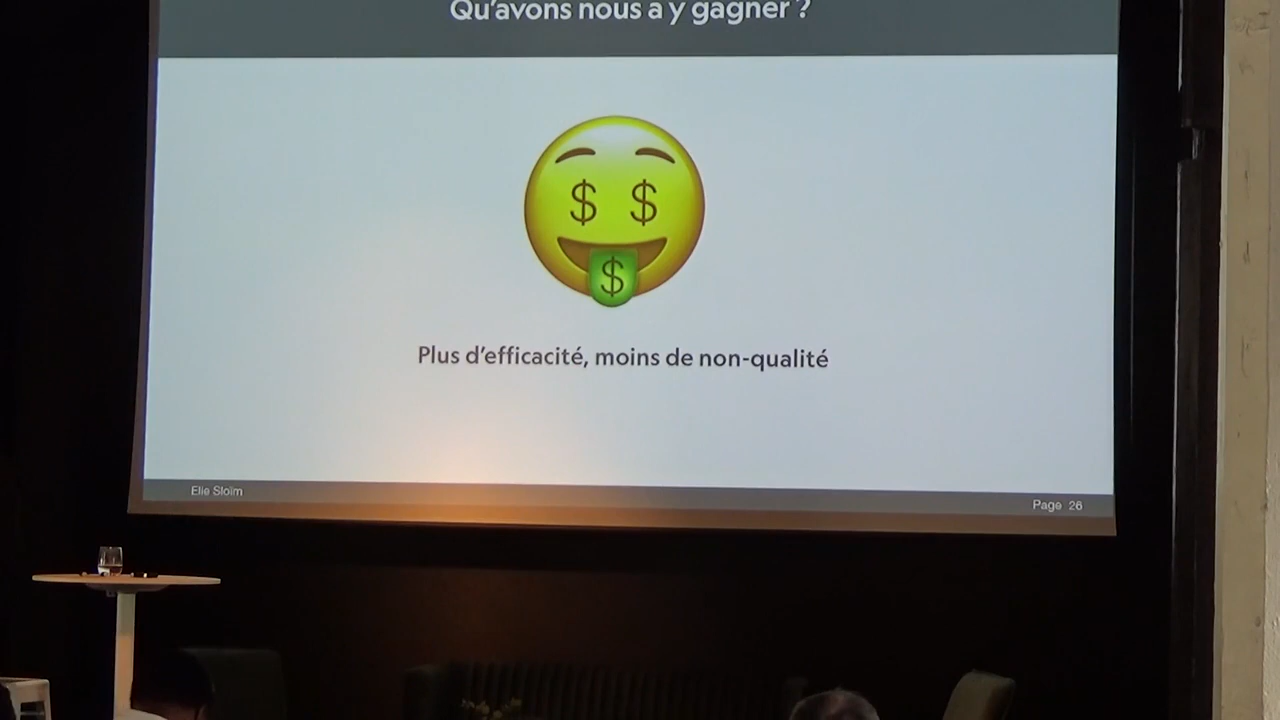 Qu'avons nous a y gagner ?
$ $
$
Plus d'efficacité, moins de non-qualité
Elie Sloïm
Page 26